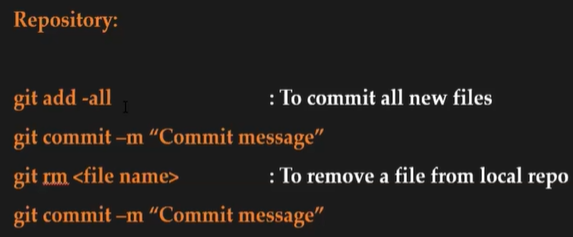 Repository:
git add -all : To commit all new files
git commit –m “Commit message”
git rm <file name> : To remove a file from local repo
git commit –m “Commit message”